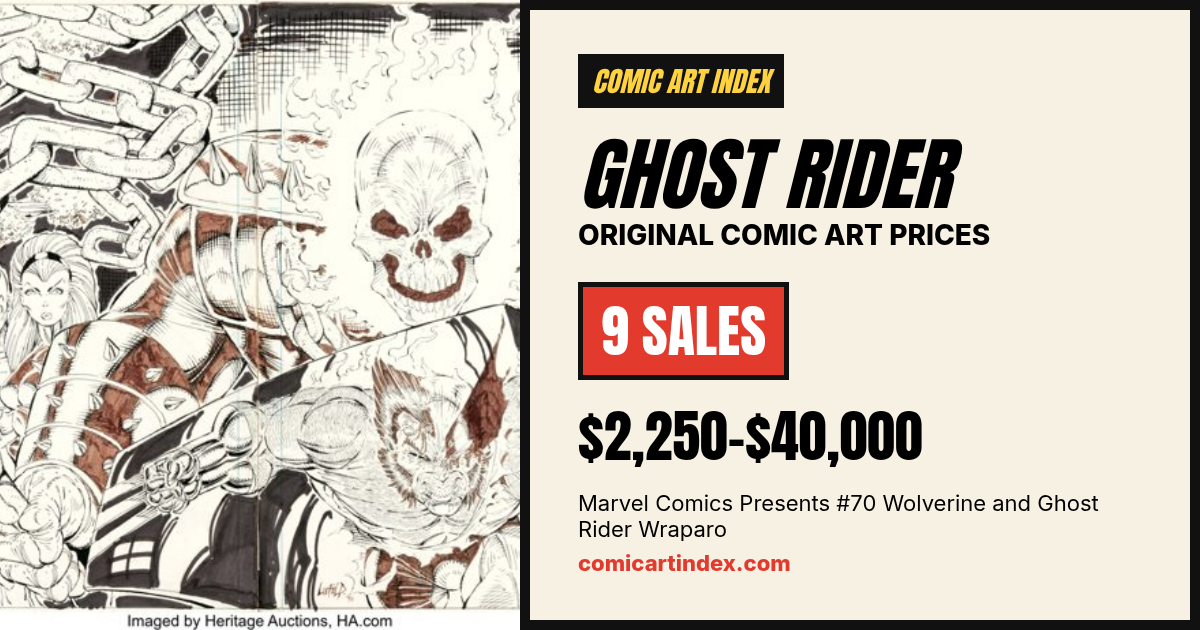 COMIC ART INDEX
GHOST RIDER
ORIGINAL COMIC ART PRICES
9 SALES
$2,250-$40,000
Marvel Comics Presents #70 Wolverine and Ghost
Rider Wraparo
comicartindex.com
Imaged by Heritage Auctions, HA.com